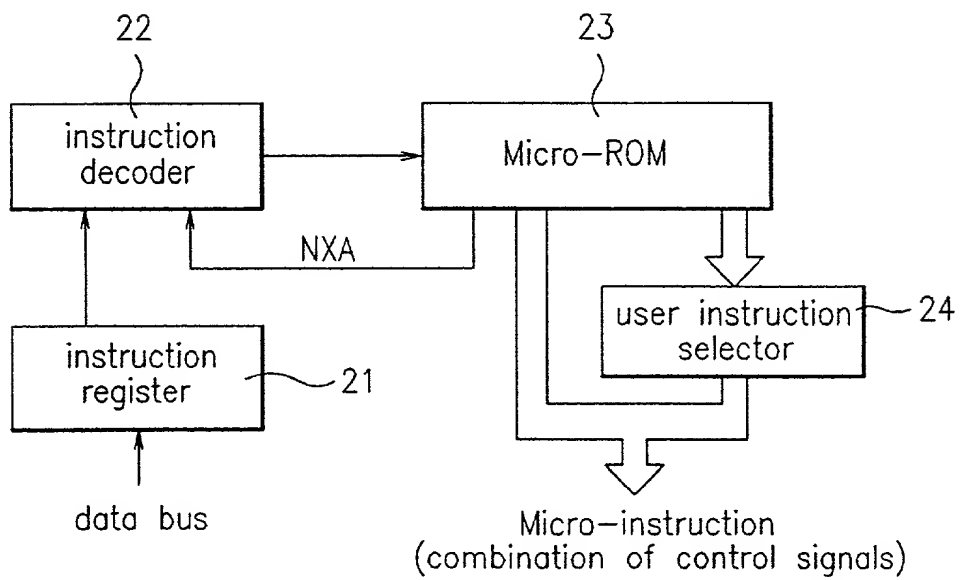 22
23
instruction
decoder
Micro-ROM
NXA
user instruction
selector
24
instruction
register
21
data bus
Micro-instruction
(combination of control signals)